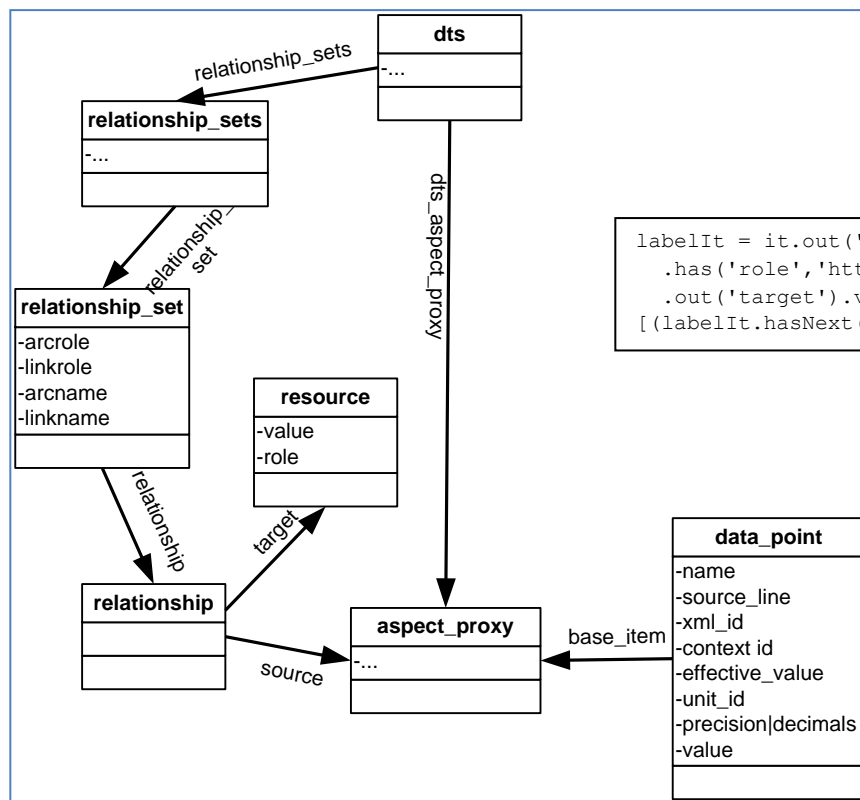 dts
-...
relationship_sets
relationship_sets
-...
dts_aspect_proxy
relationship_
set
labelIt = it.out('
.has('role','htt
.out('target').v
[(labelIt.hasNext(
relationship_set
-arcrole
-linkrole
-arcname
-linkname
resource
-value
-role
relationship
target
data_point
-name
-source_line
-xml_id
-context id
-effective_value
-unit_id
-precision|decimals
-value
relationship
aspect_proxy
-...
base_item
source